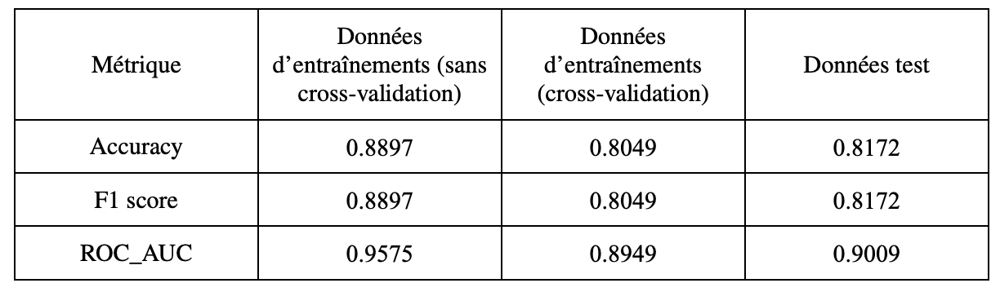 Métrique
Données
d’entraînements (sans
cross-validation)
Données
d’entraînements
(cross-validation)
Données test
Accuracy
0.8897
0.8049
0.8172
F1 score
0.8897
0.8049
0.8172
ROC_AUC
0.9575
0.8949
0.9009